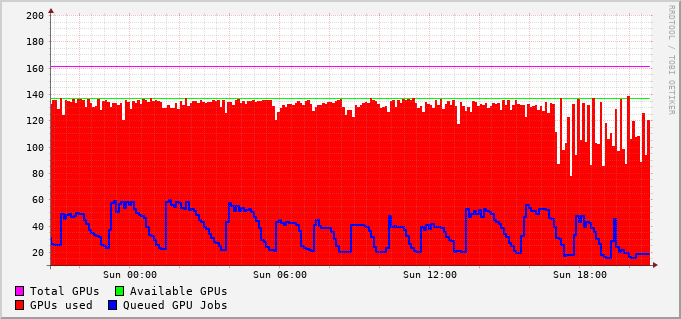 200
180
160
140
120
100
80
60
40
20
Sun 00:00 Sun 06:00 Sun 12:00 Sun 18:00
Total GPUs Available GPUs
GPUs used Queued GPU Jobs
RRDTOOL / TOBI OETIKER